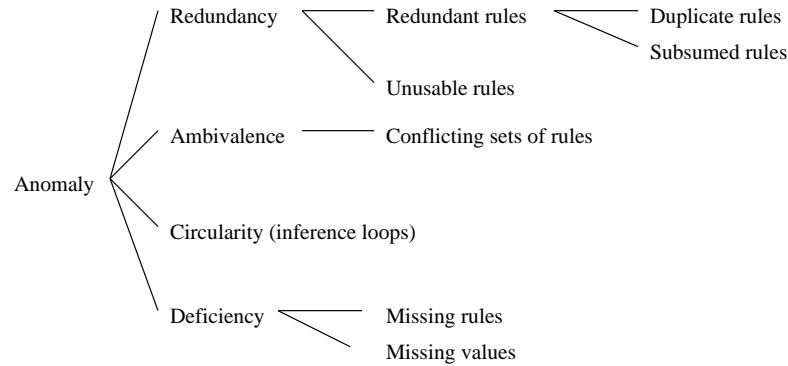 Redundancy
Redundant rules
Duplicate rules
Subsumed rules
Unusable rules
Ambivalence
Conflicting sets of rules
Anomaly
Circularity (inference loops)
Deficiency
Missing rules
Missing values